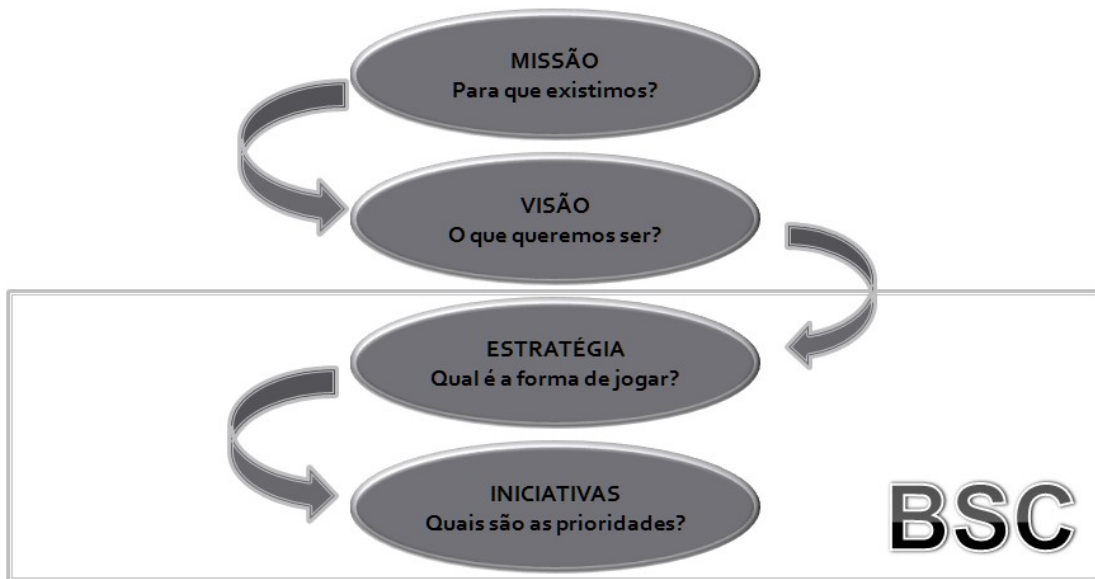 MISSÃO
Para que existimos?
VISÃO
O que queremos ser?
ESTRATÉGIA
Qual é a forma de jogar?
INICIATIVAS
Quais são as prioridades?
BSC